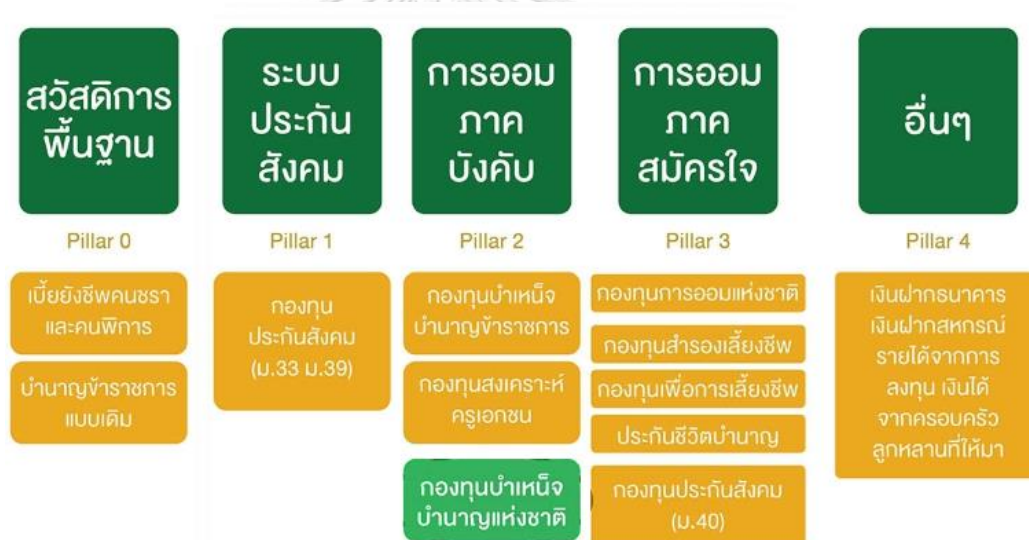 สวัสดิการ
พื้นฐาน
Pillar 0
เบี้ยยังชีพคนชรา
และคนพิการ
บำนาญข้าราชการ
แบบเดิม
ระบบ
ประกัน
สังคม
Pillar 1
กองทุน
ประกันสังคม
(ม.33 ม.39)
การออม
ภาค
บังคับ
Pillar 2
กองทุนบำเหน็จ
บำนาญข้าราชการ
กองทุนสงเคราะห์
ครูเอกชน
กองทุนบำเหน็จ
บำนาญแห่งชาติ
การออม
ภาค
สมัครใจ
Pillar 3
กองทุนการออมแห่งชาติ
กองทุนสำรองเลี้ยงชีพ
กองทุนเพื่อการเลี้ยงชีพ
ประกันชีวิตบำนาญ
กองทุนประกันสังคม
(ม.40)
อื่นๆ
Pillar 4
เงินฝากธนาคาร
เงินฝากสหกรณ์
รายได้จากการ
ลงทุน เงินได้
จากครอบครัว
ลูกหลานที่ให้มา